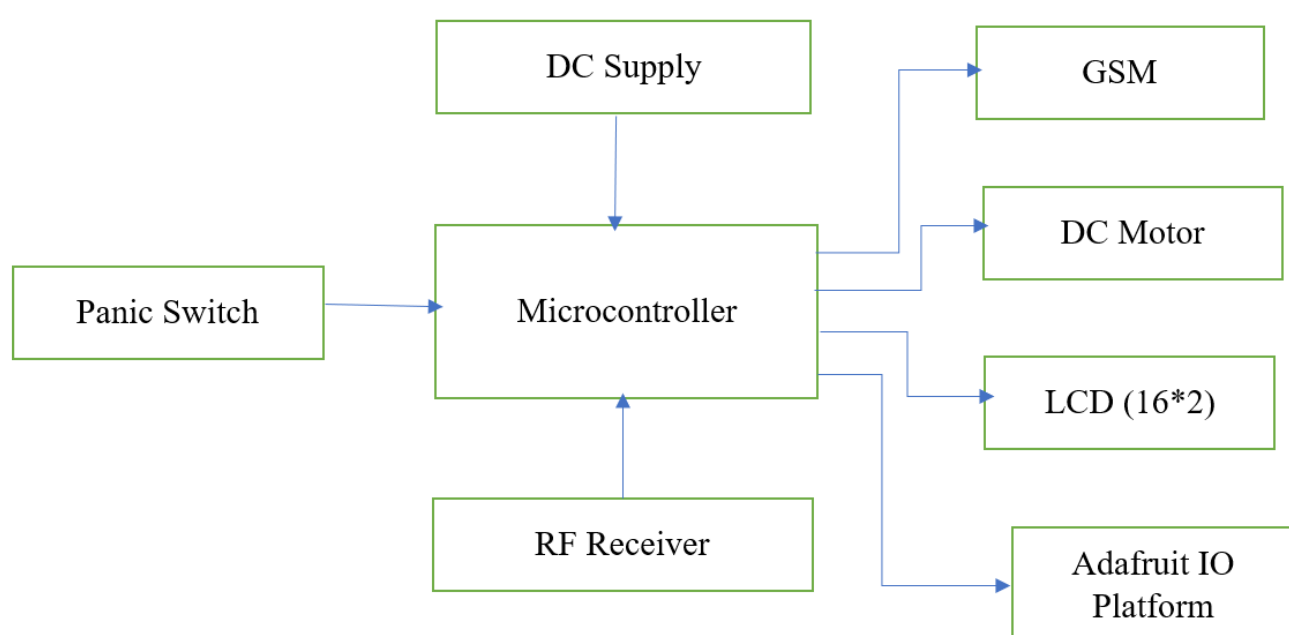 DC Supply
GSM
DC Motor
Panic Switch
Microcontroller
LCD (16*2)
RF Receiver
Adafruit IO
Platform